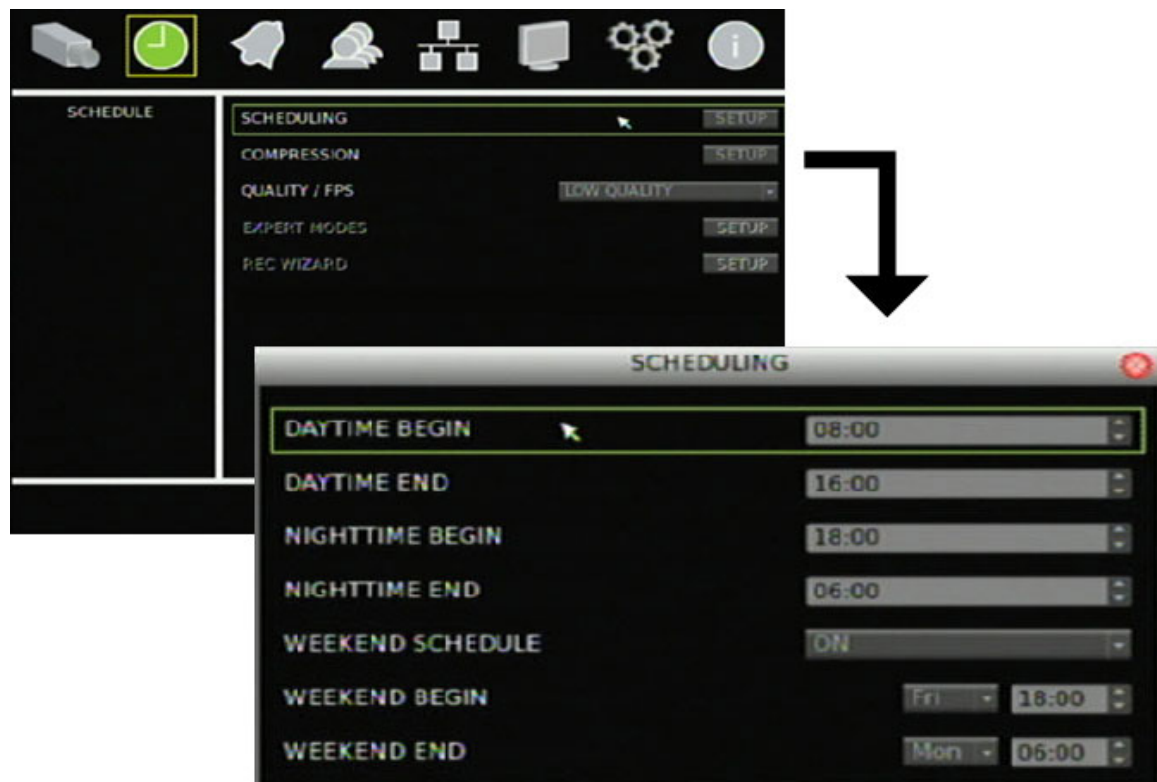 SCHEDULE
SCHEDULING SETUP
COMPRESSION SETUP
QUALITY / FPS LOW QUALITY
EXPERT MODES SETUP
REC WIZARD SETUP
SCHEDULING
DAYTIME BEGIN 08:00
DAYTIME END 16:00
NIGHTTIME BEGIN 18:00
NIGHTTIME END 06:00
WEEKEND SCHEDULE ON
WEEKEND BEGIN Fri 18:00
WEEKEND END Mon 06:00